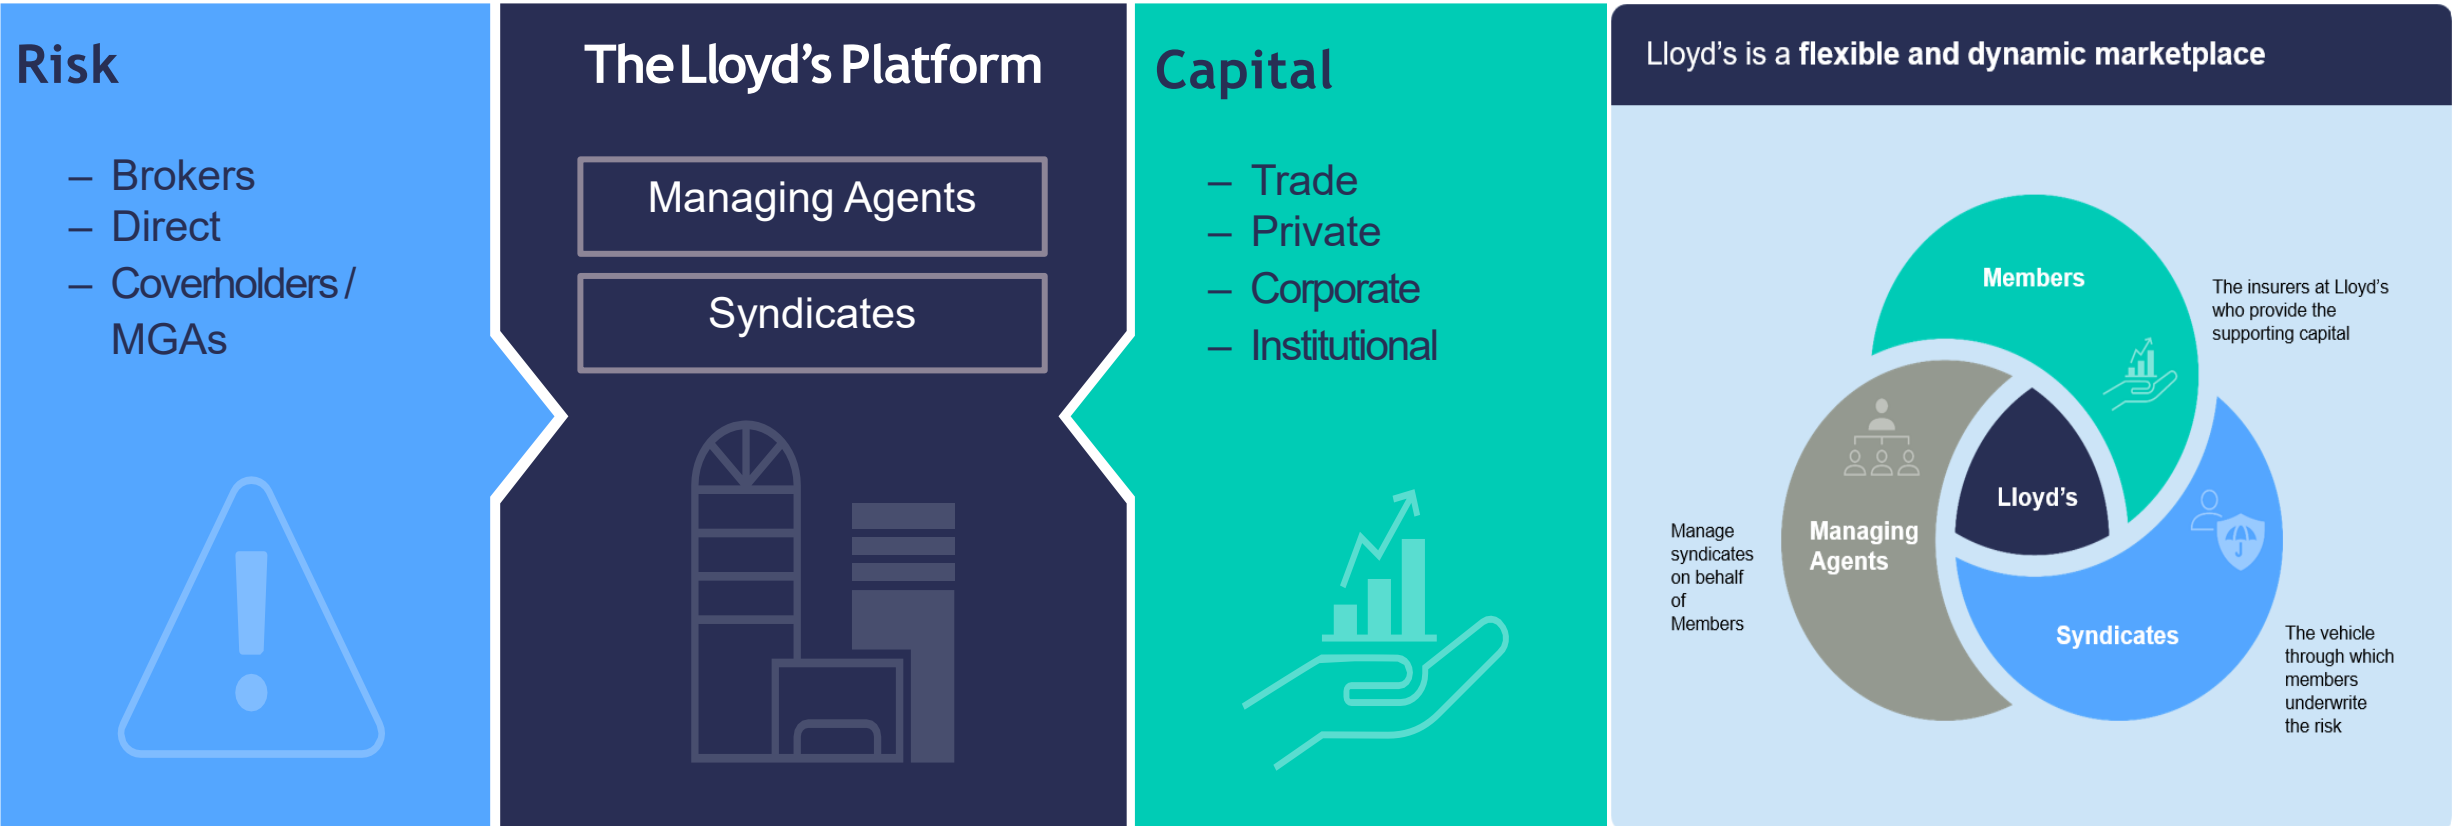 Risk
– Brokers
– Direct
– Coverholders /
MGAs
The Lloyd's Platform
Managing Agents
Syndicates
Capital
– Trade
– Private
– Corporate
– Institutional
Lloyd's is a flexible and dynamic marketplace
Members
The insurers at Lloyd's
who provide the
supporting capital
Lloyd's
Managing
Agents
Manage
syndicates
on behalf
of
Members
Syndicates
The vehicle
through which
members
underwrite
the risk